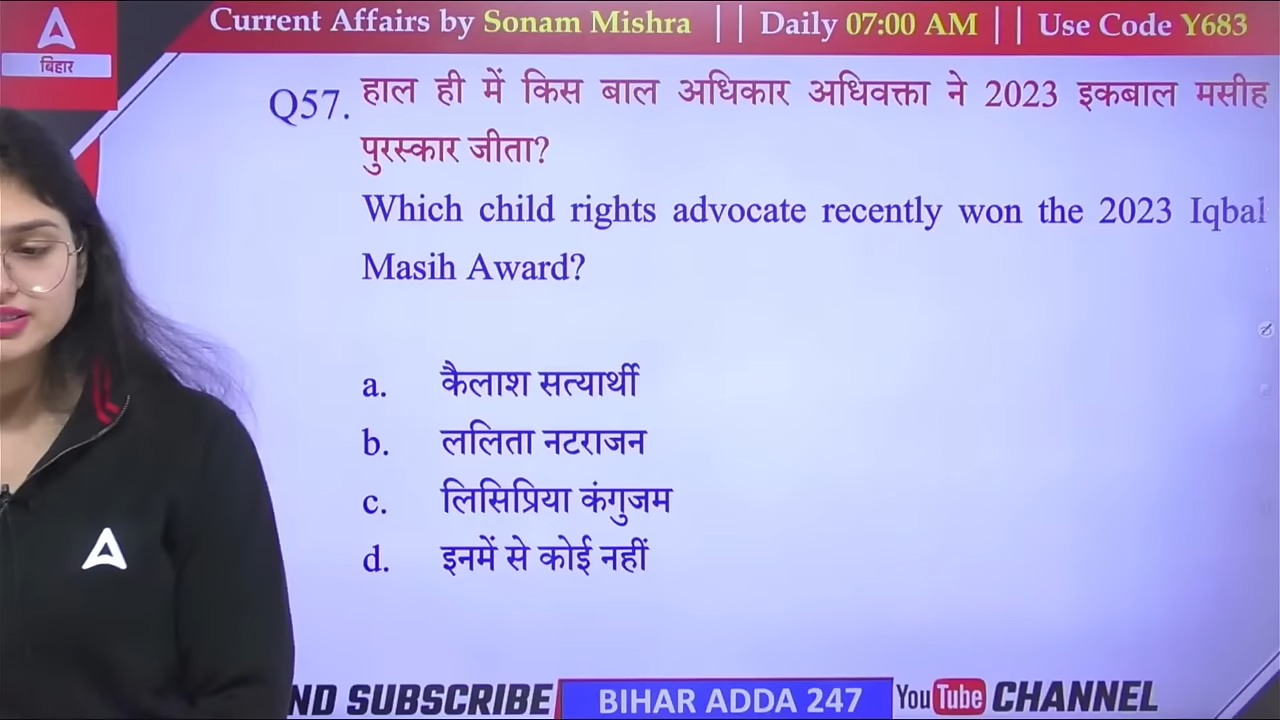 Current Affairs by Sonam Mishra || Daily 07:00 AM || Use Code Y683
बिहार
Q57. हाल ही में किस बाल अधिकार अधिवक्ता ने 2023 इकबाल मसीह
पुरस्कार जीता?
Which child rights advocate recently won the 2023 Iqbal
Masih Award?
a. कैलाश सत्यार्थी
b. ललिता नटराजन
c. लिसिप्रिया कंगुजम
d. इनमें से कोई नहीं
ND SUBSCRIBE BIHAR ADDA 247 YouTube CHANNEL